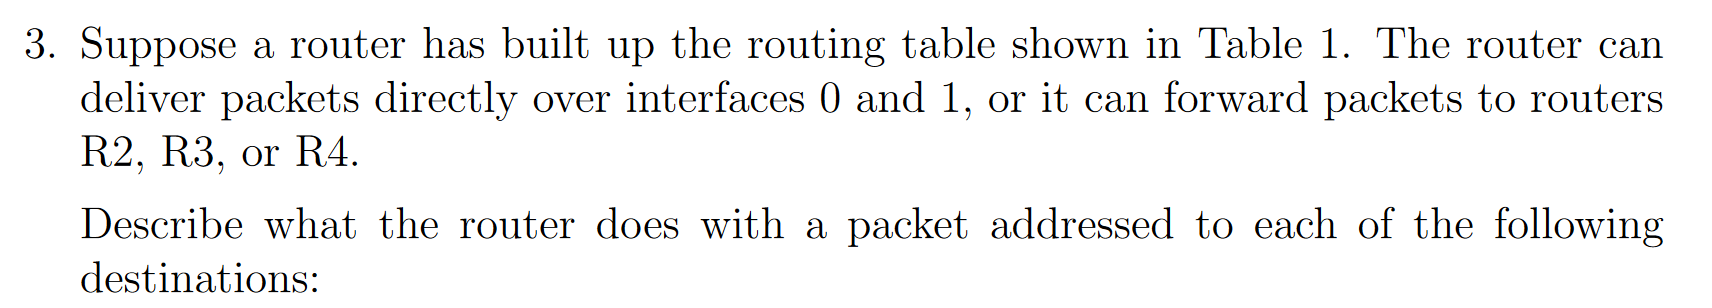 3. Suppose a router has built up the routing table shown in Table 1. The router can
deliver packets directly over interfaces 0 and 1, or it can forward packets to routers
R2, R3, or R4.
Describe what the router does with a packet addressed to each of the following
destinations: